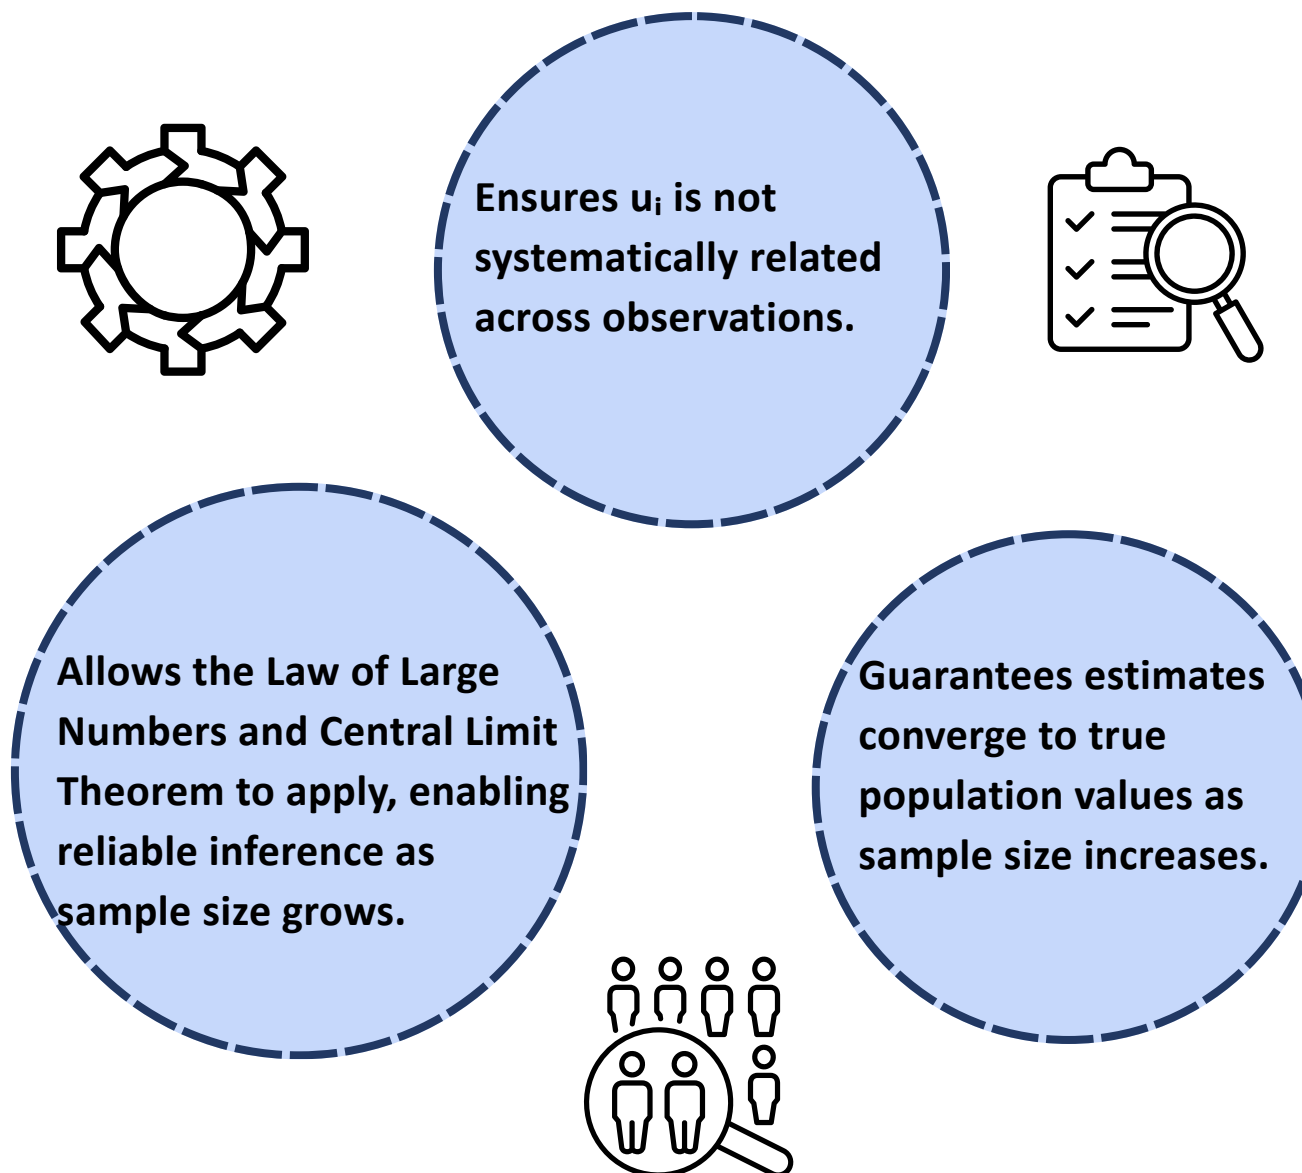 Ensures uᵢ is not
systematically related
across observations.
Allows the Law of Large
Numbers and Central Limit
Theorem to apply, enabling
reliable inference as
sample size grows.
Guarantees estimates
converge to true
population values as
sample size increases.